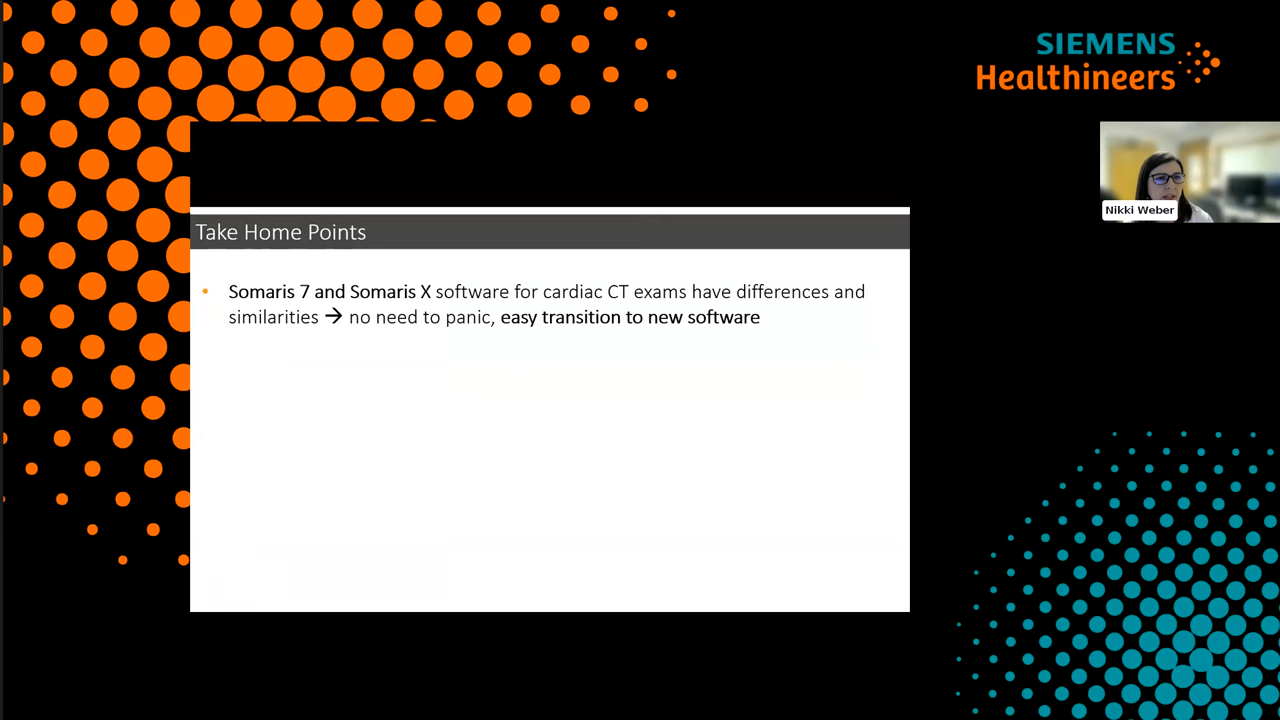 SIEMENS
Healthineers
Nikki Weber
Take Home Points
• Somaris 7 and Somaris X software for cardiac CT exams have differences and
similarities → no need to panic, easy transition to new software